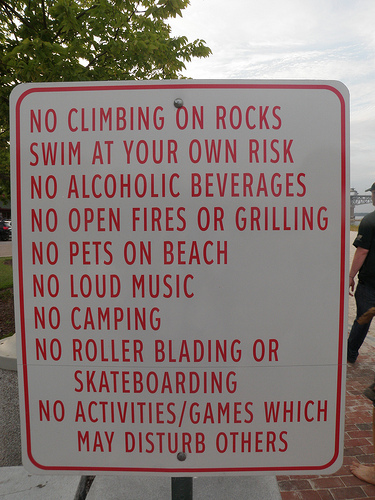 NO CLIMBING ON ROCKS
SWIM AT YOUR OWN RISK
NO ALCOHOLIC BEVERAGES
NO OPEN FIRES OR GRILLING
NO PETS ON BEACH
NO LOUD MUSIC
NO CAMPING
NO ROLLER BLADING OR
SKATEBOARDING
NO ACTIVITIES/GAMES WHICH
MAY DISTURB OTHERS